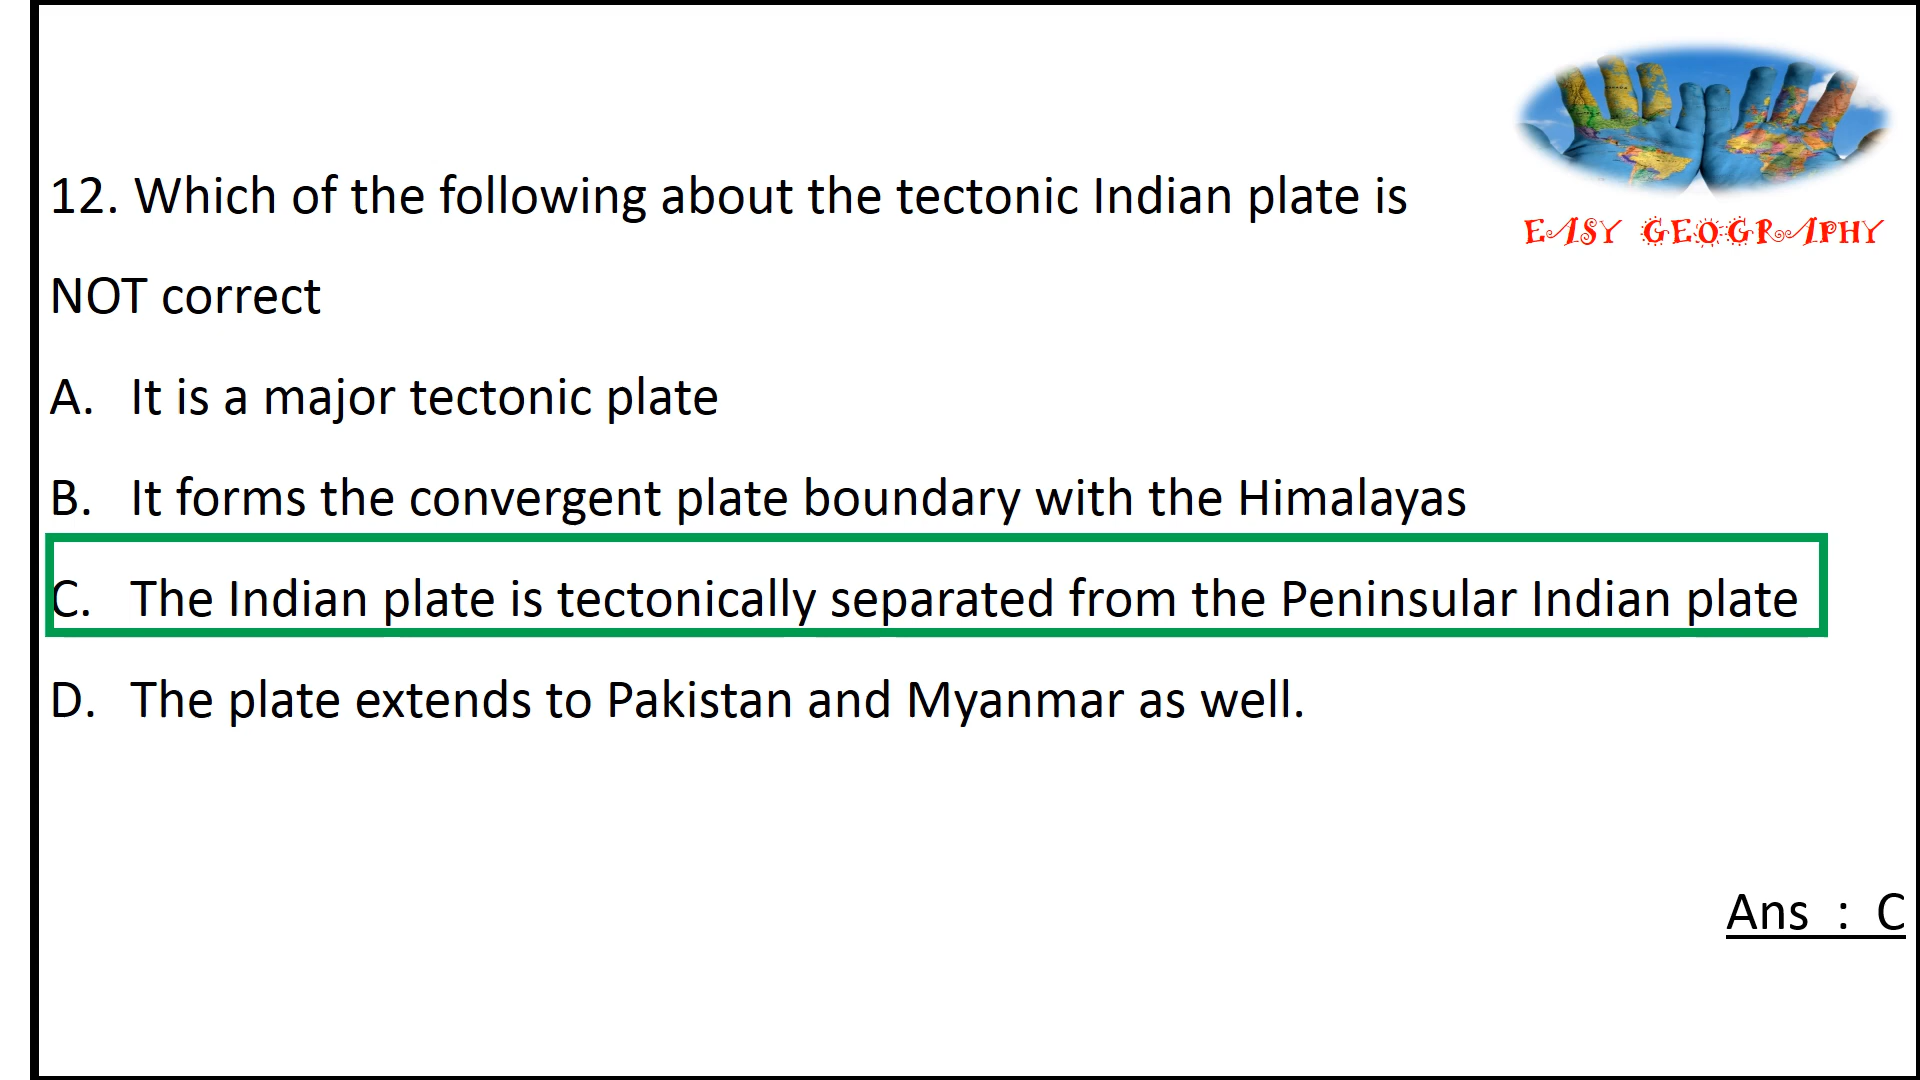 EASY GEOGRAPHY
12. Which of the following about the tectonic Indian plate is
NOT correct
A. It is a major tectonic plate
B. It forms the convergent plate boundary with the Himalayas
C. The Indian plate is tectonically separated from the Peninsular Indian plate
D. The plate extends to Pakistan and Myanmar as well.
Ans : C